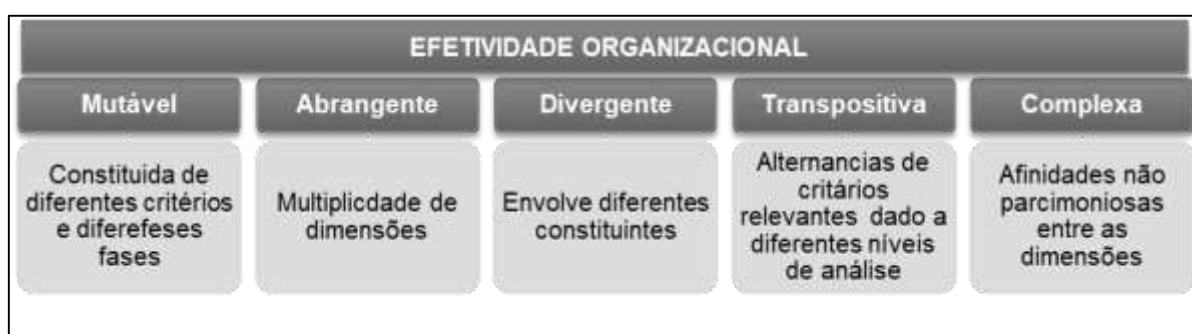 EFETIVIDADE ORGANIZACIONAL
Mutável
Abrangente
Divergente
Transpositiva
Complexa
Constituida de
diferentes critérios
e diferefeses
fases
Multiplicdade de
dimensões
Envolve diferentes
constituintes
Alternancias de
critários
relevantes dado a
diferentes níveis
de análise
Afinidades não
parcimoniosas
entre as
dimensões